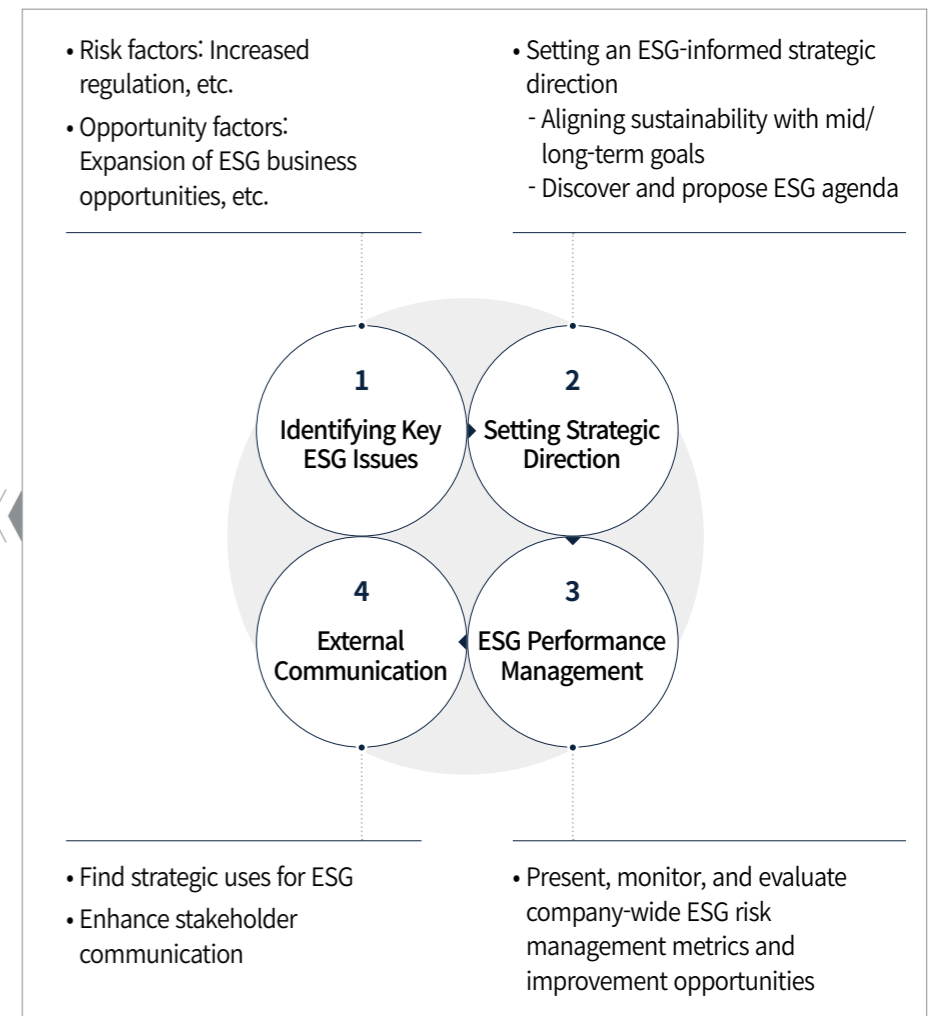 • Risk factors: Increased
regulation, etc.
• Opportunity factors:
Expansion of ESG business
opportunities, etc.
• Setting an ESG-informed strategic
direction
- Aligning sustainability with mid/
long-term goals
- Discover and propose ESG agenda
1
Identifying Key
ESG Issues
2
Setting Strategic
Direction
4
External
Communication
3
ESG Performance
Management
• Find strategic uses for ESG
• Enhance stakeholder
communication
• Present, monitor, and evaluate
company-wide ESG risk
management metrics and
improvement opportunities